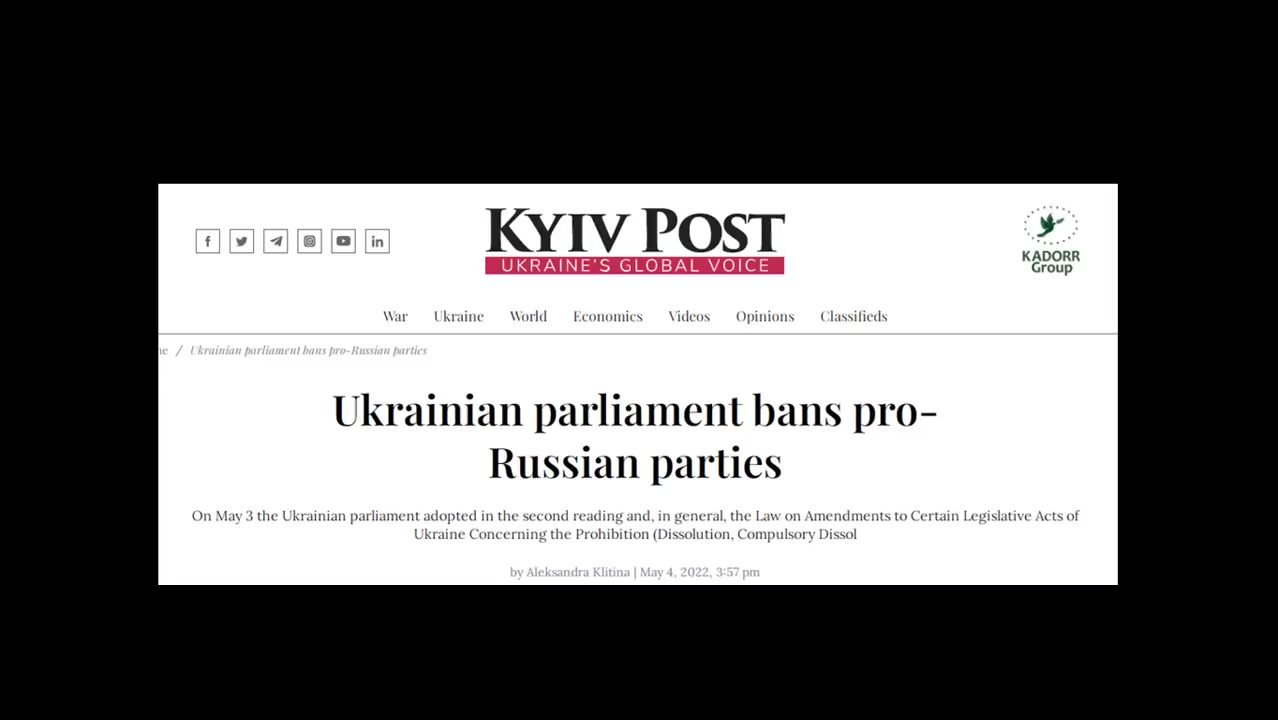 KYIV POST
UKRAINE'S GLOBAL VOICE
KADORR
Group
War Ukraine World Economics Videos Opinions Classifieds
/ Ukrainian parliament bans pro-Russian parties
Ukrainian parliament bans pro-
Russian parties
On May 3 the Ukrainian parliament adopted in the second reading and, in general, the Law on Amendments to Certain Legislative Acts of
Ukraine Concerning the Prohibition (Dissolution, Compulsory Dissol
by Aleksandra Klitina | May 4, 2022, 3:57 pm